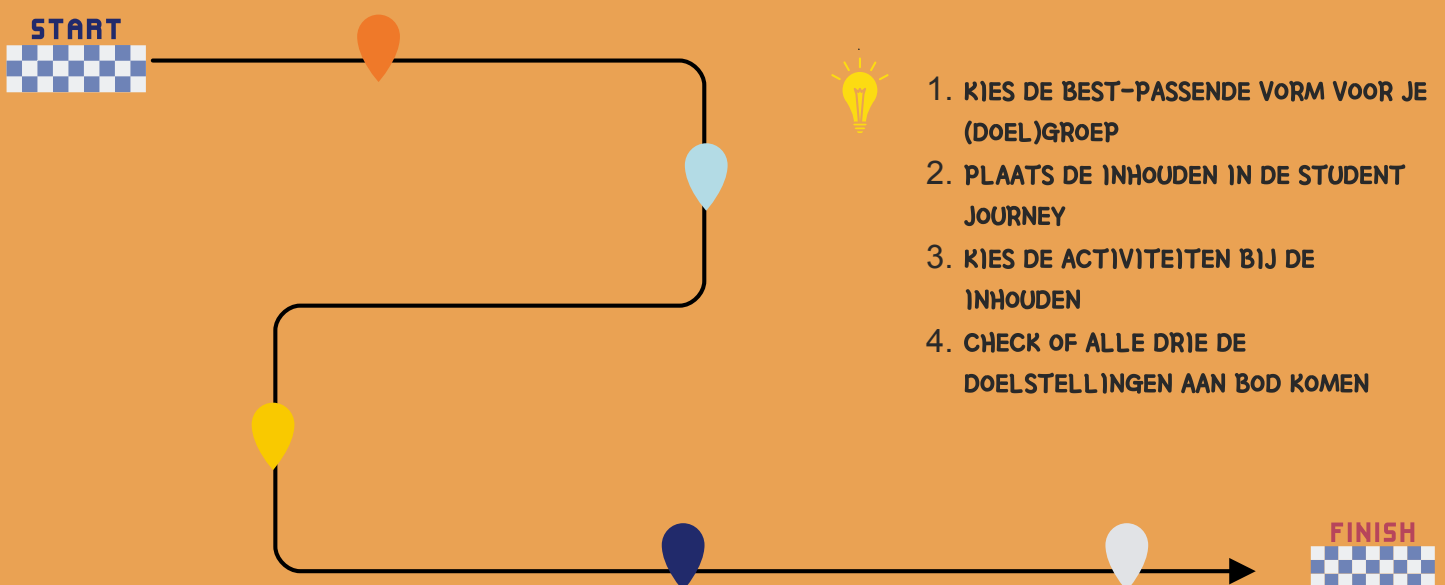 START
1. KIES DE BEST-PASSENDE VORM VOOR JE
(DOEL)GROEP
2. PLAATS DE INHOUDEN IN DE STUDENT
JOURNEY
3. KIES DE ACTIVITEITEN BIJ DE
INHOUDEN
4. CHECK OF ALLE DRIE DE
DOELSTELLINGEN AAN BOD KOMEN
FINISH